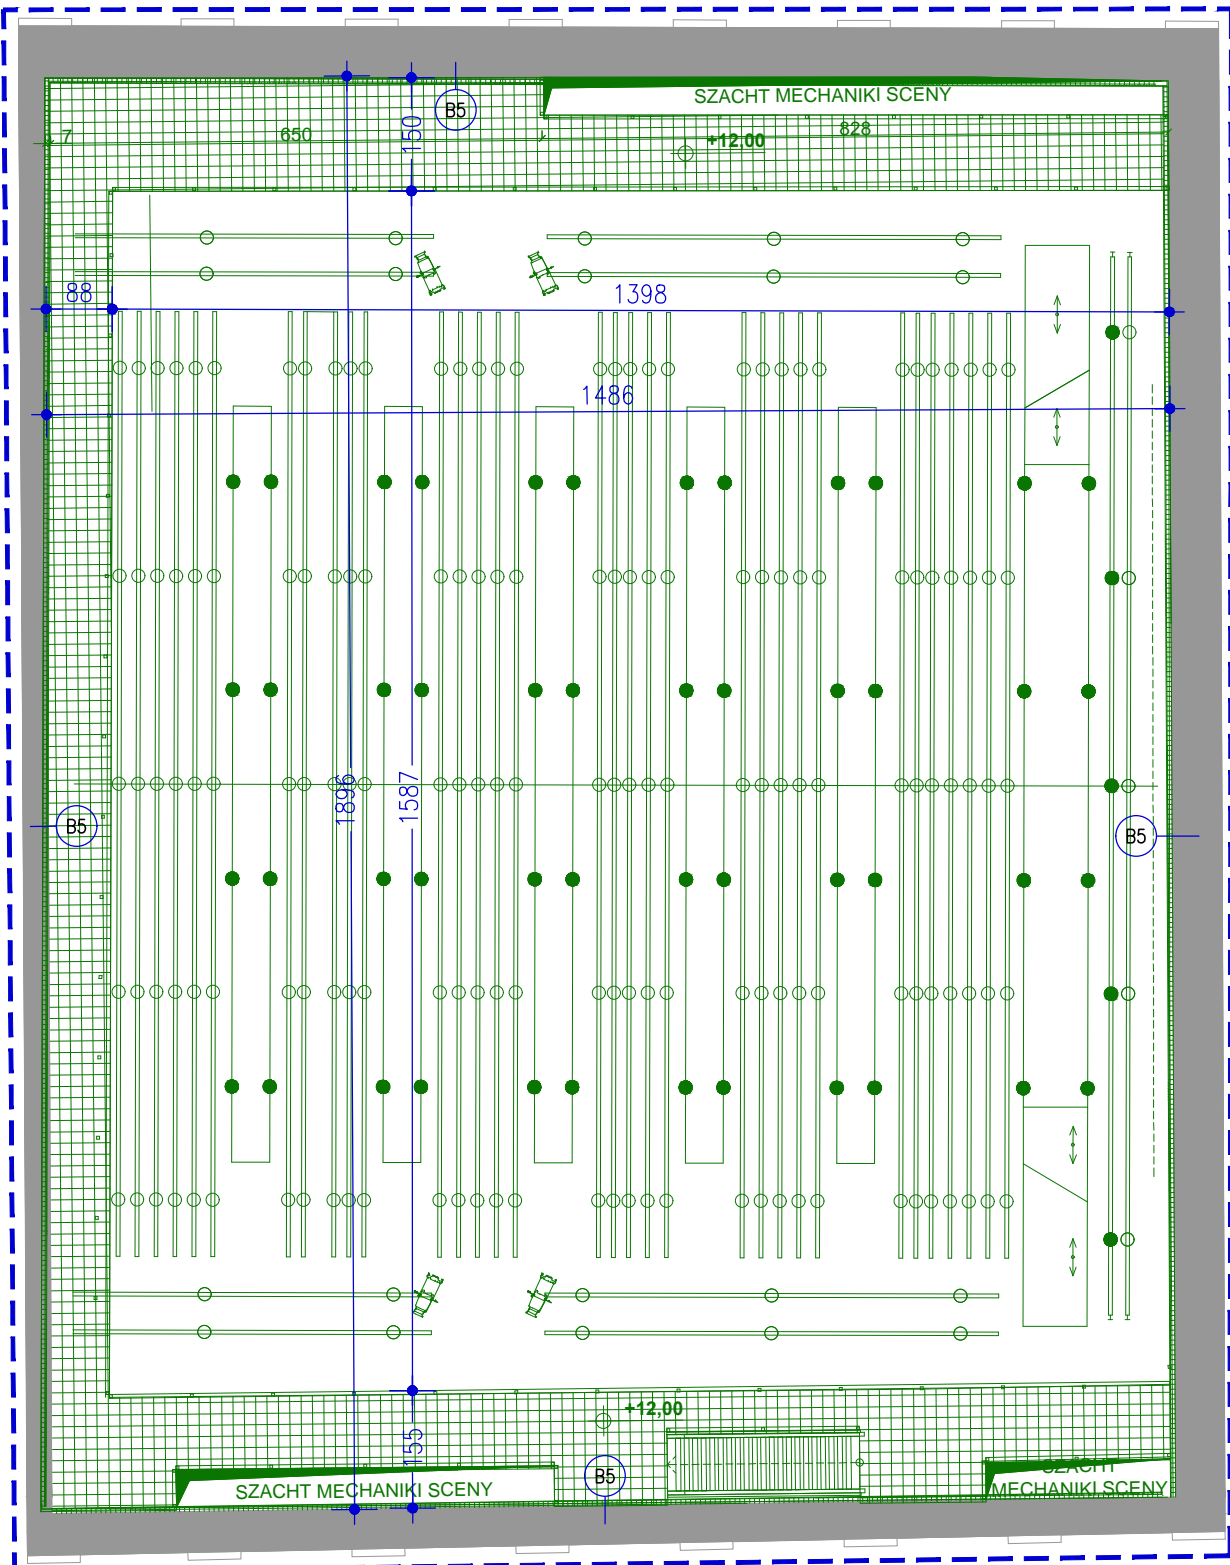 SZACHT MECHANIKI SCENY
B5
7
650
150
828
+12,00
88
1398
1486
1896
1587
B5
B5
+12,00
155
B5
SZACHT MECHANIKI SCENY
SZACHT
MECHANIKI SCENY